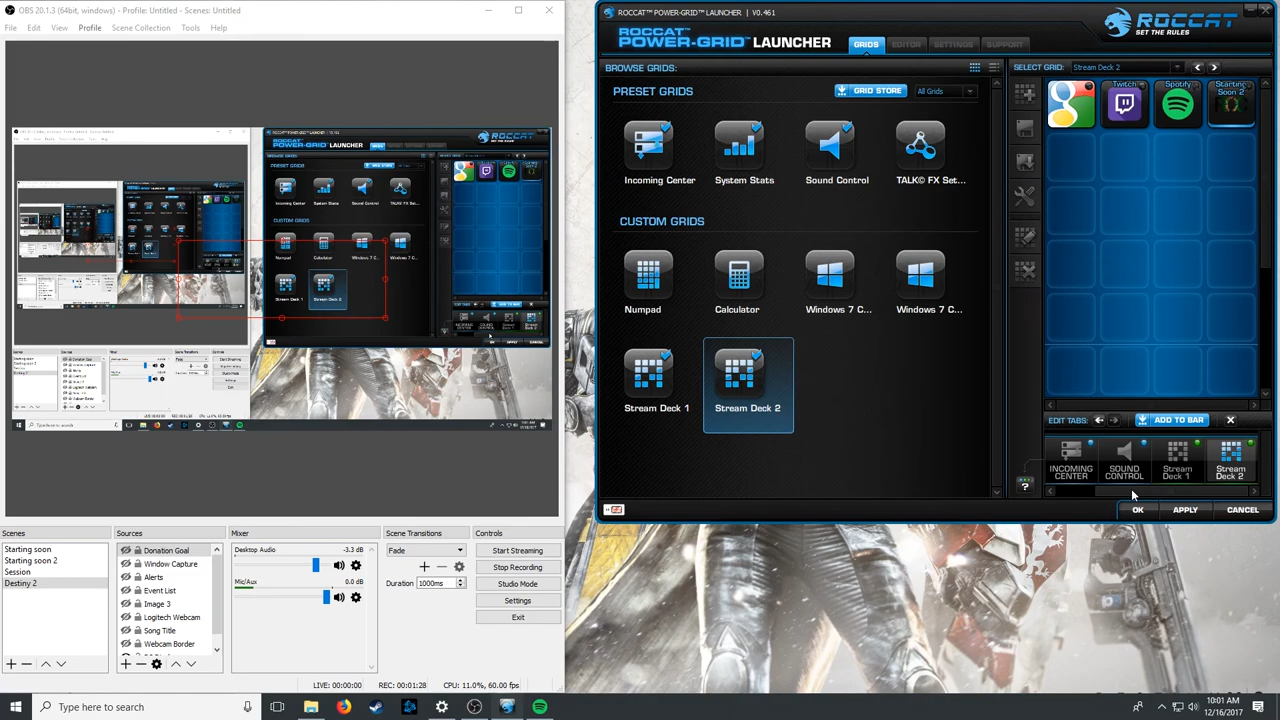 OBS 20.1.3 (64bit, windows) - Profile: Untitled - Scenes: Untitled
File Edit View Profile Scene Collection Tools Help
Scenes
Starting soon
Starting soon 2
Session
Destiny 2
Sources
Donation Goal
Window Capture
Alerts
Event List
Image 3
Logitech Webcam
Song Title
Webcam Border
Mixer
Desktop Audio -3.3 dB
Mic/Aux 0.0 dB
Scene Transitions
Fade
Duration 1000ms
Controls
Start Streaming
Stop Recording
Studio Mode
Settings
Exit
LIVE: 00:00:00 REC: 00:01:28 CPU: 11.0%, 60.00 fps
ROCCAT® POWER-GRID™ LAUNCHER | V0.461
ROCCAT®
POWER-GRID™ LAUNCHER
GRIDS EDITOR SETTINGS SUPPORT
ROCCAT
SET THE RULES
BROWSE GRIDS:
PRESET GRIDS
GRID STORE
All Grids
Incoming Center System Stats Sound Control TALK© FX Set...
CUSTOM GRIDS
Numpad Calculator Windows 7 C... Windows 7 C...
Stream Deck 1 Stream Deck 2
SELECT GRID: Stream Deck 2
Twitch Spotify Starting Soon 2
EDIT TABS: ADD TO BAR
INCOMING CENTER SOUND CONTROL Stream Deck 1 Stream Deck 2
OK APPLY CANCEL
Type here to search
10:01 AM
12/16/2017